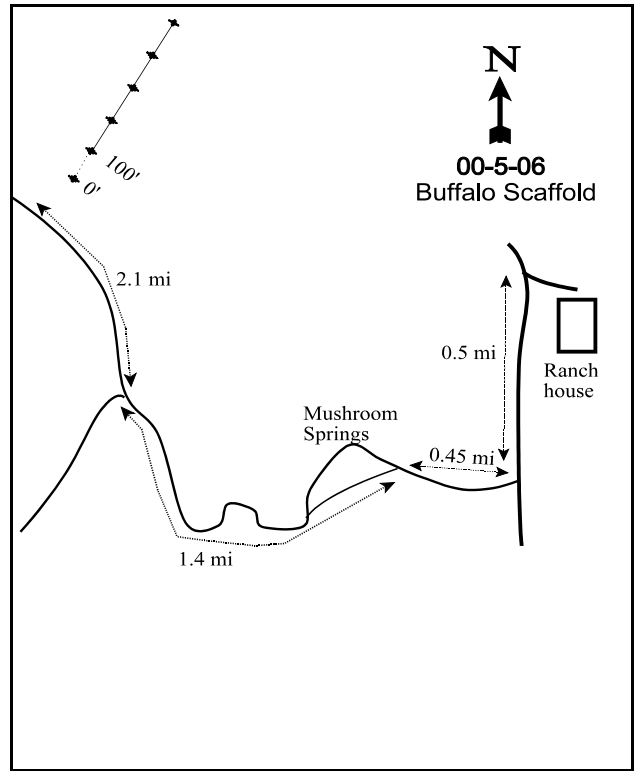 N
00-5-06
Buffalo Scaffold
100'
0'
2.1 mi
0.5 mi
Ranch
house
Mushroom
Springs
0.45 mi
1.4 mi